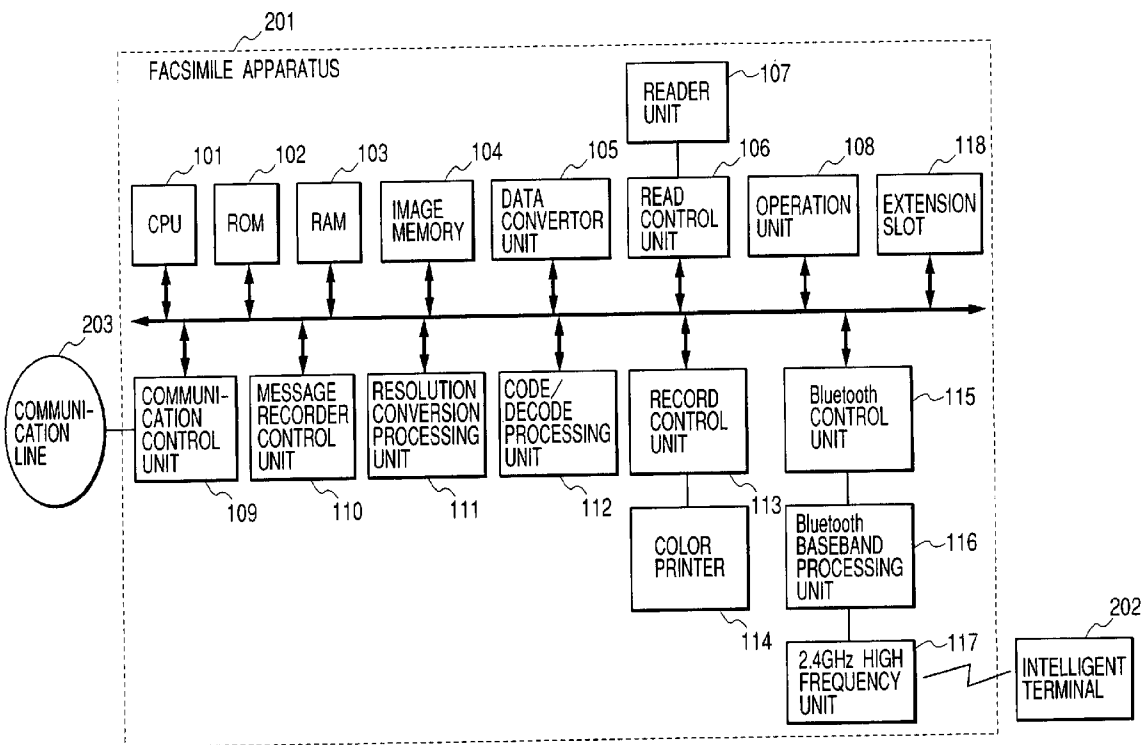 201
FACSIMILE APPARATUS
107
READER
UNIT
101
102
103
104
105
106
108
118
CPU
ROM
RAM
IMAGE
MEMORY
DATA
CONVERTOR
UNIT
READ
CONTROL
UNIT
OPERATION
UNIT
EXTENSION
SLOT
203
COMMUNI-
CATION
LINE
COMMUNI-
CATION
CONTROL
UNIT
MESSAGE
RECORDER
CONTROL
UNIT
RESOLUTION
CONVERSION
PROCESSING
UNIT
CODE/
DECODE
PROCESSING
UNIT
RECORD
CONTROL
UNIT
Bluetooth
CONTROL
UNIT
115
109
110
111
112
113
COLOR
PRINTER
114
Bluetooth
BASEBAND
PROCESSING
UNIT
116
2.4GHz HIGH
FREQUENCY
UNIT
117
202
INTELLIGENT
TERMINAL